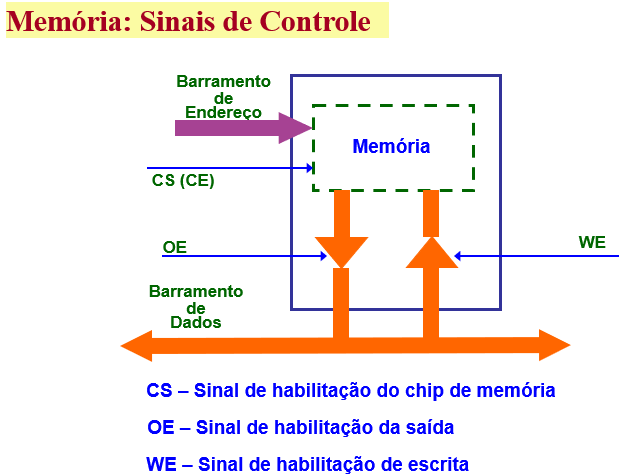 Memória: Sinais de Controle
Barramento
de
Endereço
Memória
CS (CE)
OE
WE
Barramento
de
Dados
CS – Sinal de habilitação do chip de memória
OE – Sinal de habilitação da saída
WE – Sinal de habilitação de escrita